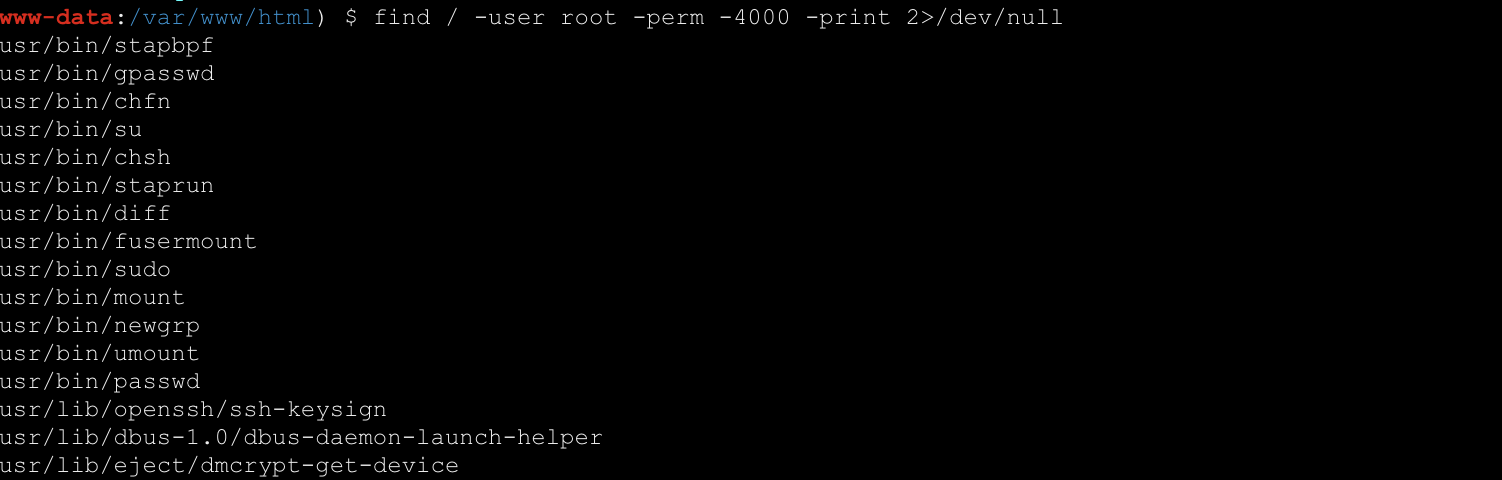 www-data:/var/www/html) $ find / -user root -perm -4000 -print 2>/dev/null
usr/bin/stapbpf
usr/bin/gpasswd
usr/bin/chfn
usr/bin/su
usr/bin/chsh
usr/bin/staprun
usr/bin/diff
usr/bin/fusermount
usr/bin/sudo
usr/bin/mount
usr/bin/newgrp
usr/bin/umount
usr/bin/passwd
usr/lib/openssh/ssh-keysign
usr/lib/dbus-1.0/dbus-daemon-launch-helper
usr/lib/eject/dmcrypt-get-device